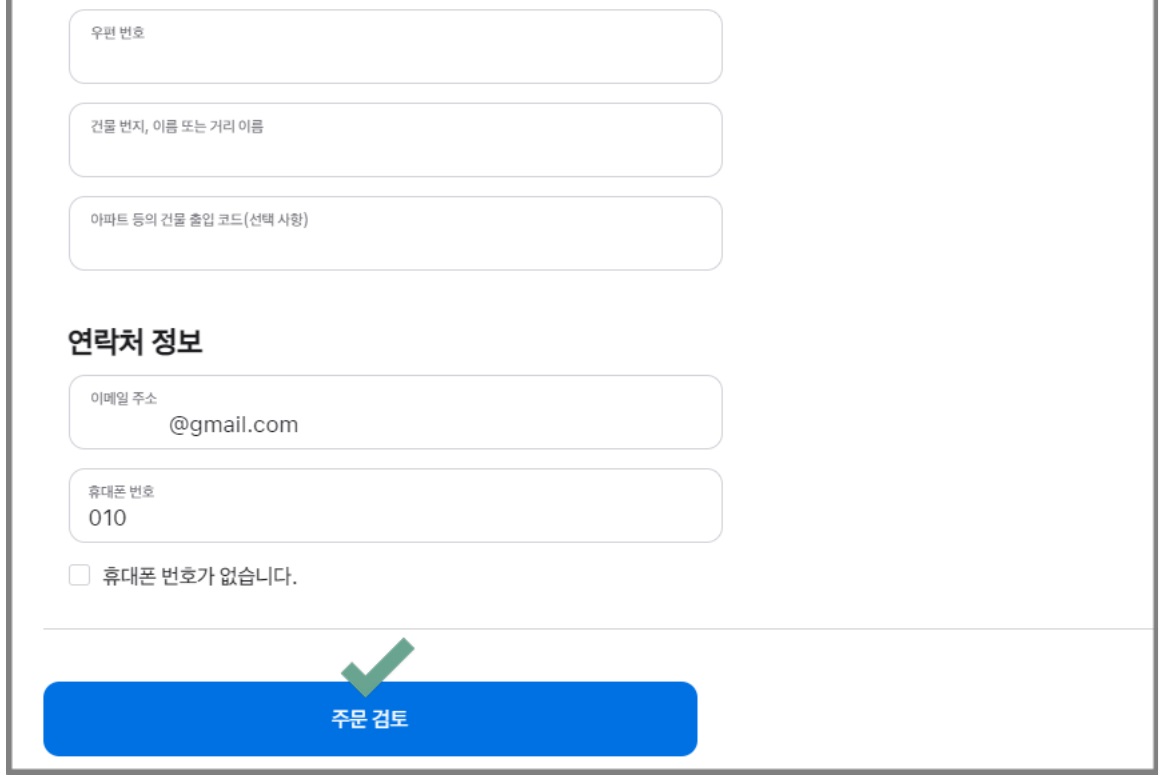 우편 번호
건물 번지, 이름 또는 거리 이름
아파트 등의 건물 출입 코드(선택 사항)
연락처 정보
이메일 주소
@gmail.com
휴대폰 번호
010
휴대폰 번호가 없습니다.
주문 검토